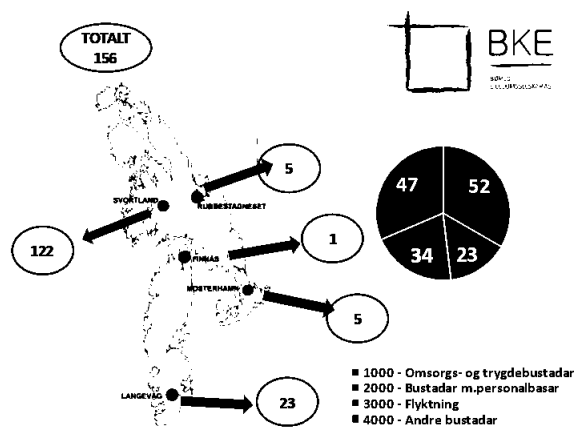 TOTALT
156
BKE
BØMLO
5
SVORTLAND
RUBBESTADNESET
47
52
122
1
FINNÅS
34
23
MOSTERHAMN
5
1000 - Omsorgs- og trygdebustadar
2000 - Bustadar m.personalbasar
LANGEVÅG
23
3000 - Flyktning
4000 - Andre bustadar